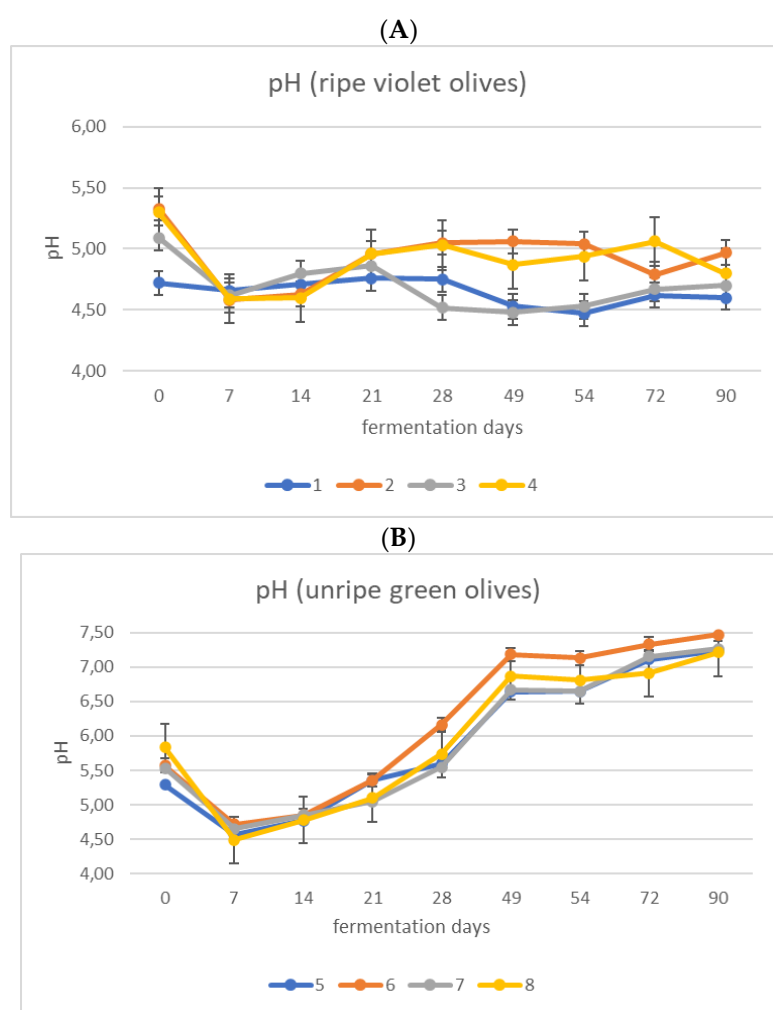 (A)
pH (ripe violet olives)
6,00
5,50
5,00
4,50
4,00
pH
0 7 14 21 28 49 54 72 90
fermentation days
1 2 3 4
(B)
pH (unripe green olives)
7,50
7,00
6,50
6,00
5,50
5,00
4,50
4,00
pH
0 7 14 21 28 49 54 72 90
fermentation days
5 6 7 8